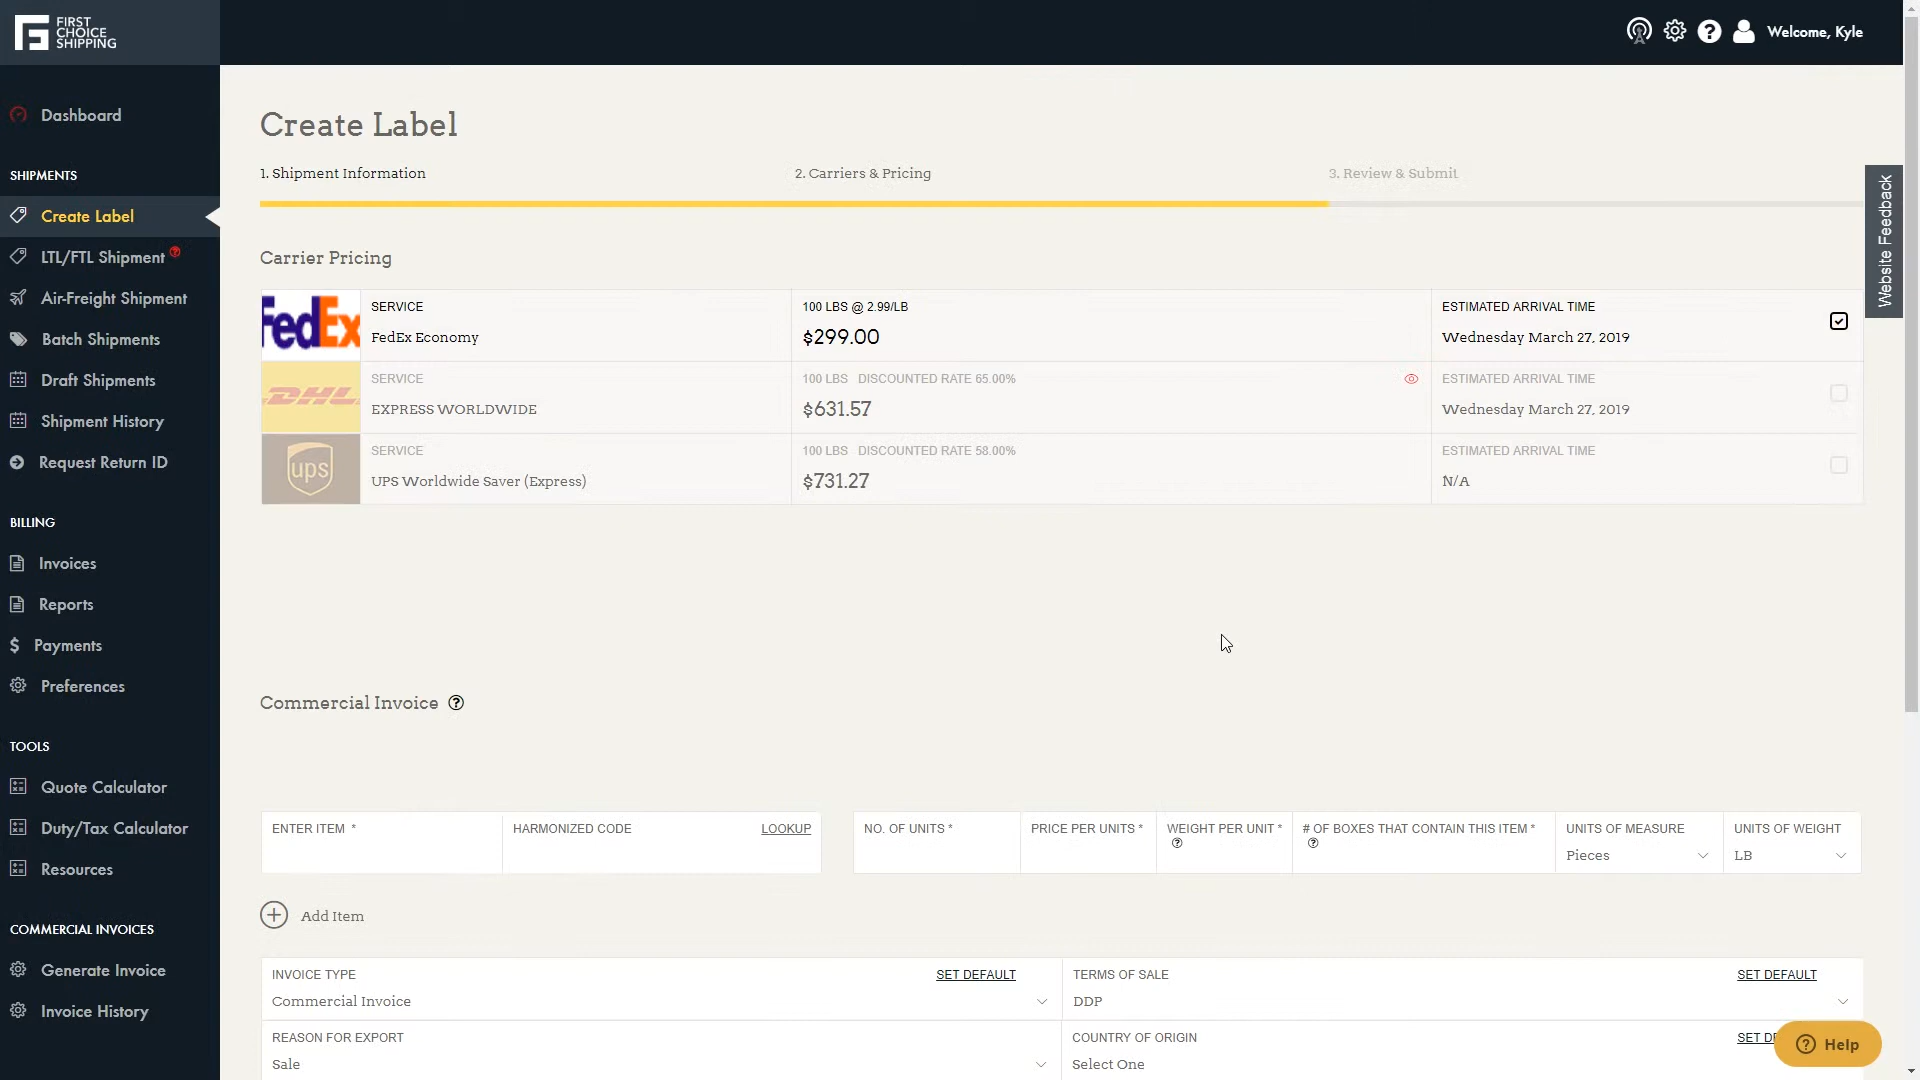 FIRST
CHOICE
SHIPPING
Welcome, Kyle
Dashboard
SHIPMENTS
Create Label
LTL/FTL Shipment
Air-Freight Shipment
Batch Shipments
Draft Shipments
Shipment History
Request Return ID
BILLING
Invoices
Reports
Payments
Preferences
TOOLS
Quote Calculator
Duty/Tax Calculator
Resources
COMMERCIAL INVOICES
Generate Invoice
Invoice History
Create Label
1. Shipment Information 2. Carriers & Pricing 3. Review & Submit
Website Feedback
Carrier Pricing
FedEx SERVICE 100 LBS @ 2.99/LB ESTIMATED ARRIVAL TIME
FedEx Economy $299.00 Wednesday March 27, 2019
DHL SERVICE 100 LBS DISCOUNTED RATE 65.00% ESTIMATED ARRIVAL TIME
EXPRESS WORLDWIDE $631.57 Wednesday March 27, 2019
ups SERVICE 100 LBS DISCOUNTED RATE 58.00% ESTIMATED ARRIVAL TIME
UPS Worldwide Saver (Express) $731.27 N/A
Commercial Invoice ?
ENTER ITEM * HARMONIZED CODE LOOKUP NO. OF UNITS * PRICE PER UNITS * WEIGHT PER UNIT * # OF BOXES THAT CONTAIN THIS ITEM * UNITS OF MEASURE UNITS OF WEIGHT
? ? Pieces LB
Add Item
INVOICE TYPE SET DEFAULT TERMS OF SALE SET DEFAULT
Commercial Invoice DDP
REASON FOR EXPORT COUNTRY OF ORIGIN SET DE
Sale Select One
? Help